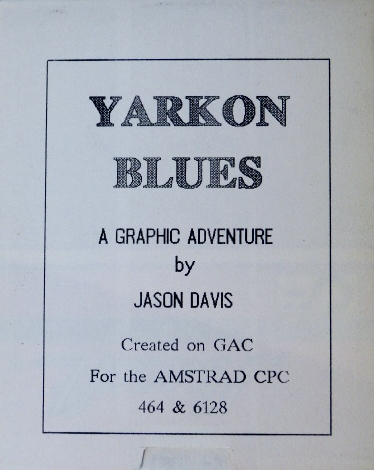 YARKON
BLUES
A GRAPHIC ADVENTURE
by
JASON DAVIS
Created on GAC
For the AMSTRAD CPC
464 & 6128